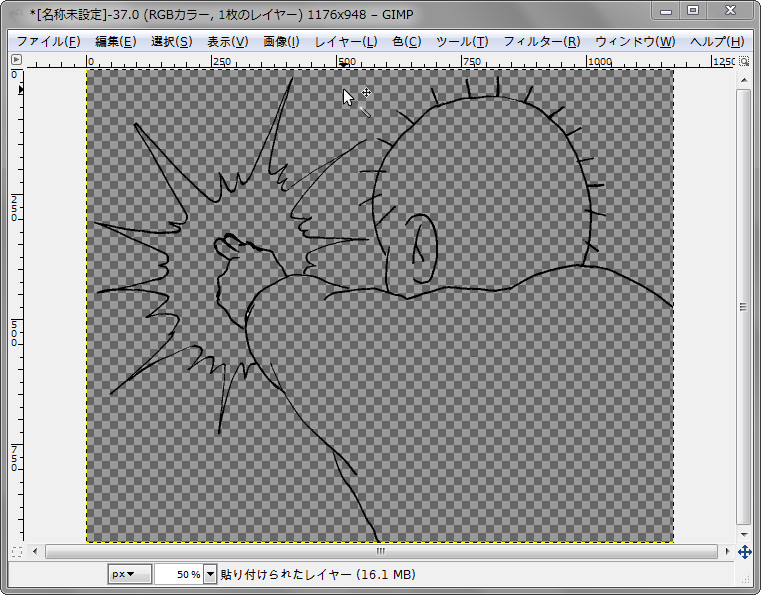 *[名称未設定]-37.0 (RGBカラー, 1枚のレイヤー) 1176x948 – GIMP
ファイル(F) 編集(E) 選択(S) 表示(V) 画像(I) レイヤー(L) 色(C) ツール(T) フィルター(R) ウィンドウ(W) ヘルプ(H)
0 250 500 750 1000 1250
0
250
500
750
px 50 % 貼り付けられたレイヤー (16.1 MB)